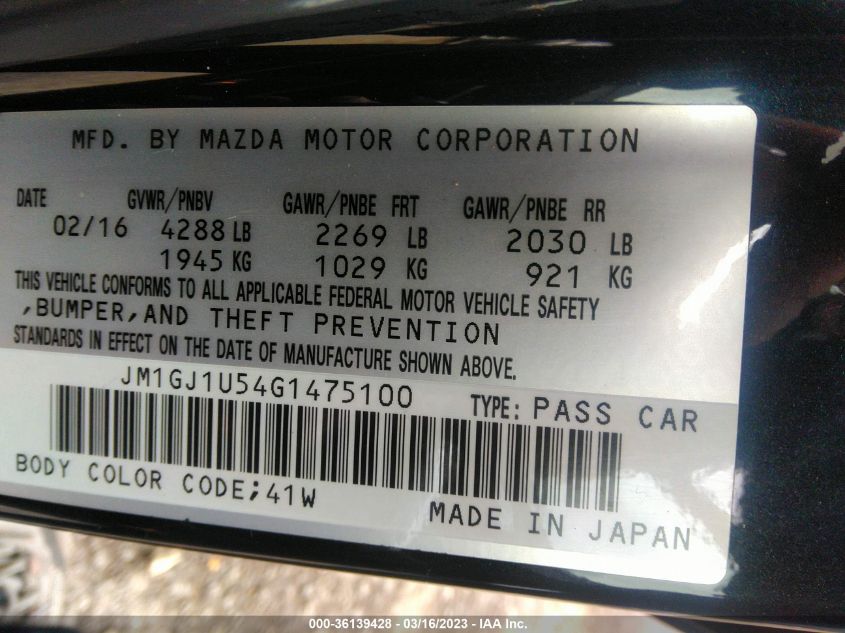 MFD. BY MAZDA MOTOR CORPORATION
DATE GVWR/PNBV GAWR/PNBE FRT GAWR/PNBE RR
02/16 4288 LB 2269 LB 2030 LB
1945 KG 1029 KG 921 KG
THIS VEHICLE CONFORMS TO ALL APPLICABLE FEDERAL MOTOR VEHICLE SAFETY
,BUMPER,AND THEFT PREVENTION
STANDARDS IN EFFECT ON THE DATE OF MANUFACTURE SHOWN ABOVE.
JM1GJ1U54G1475100 TYPE: PASS CAR
BODY COLOR CODE;41W
MADE IN JAPAN
000-36139428 - 03/16/2023 - IAA Inc.